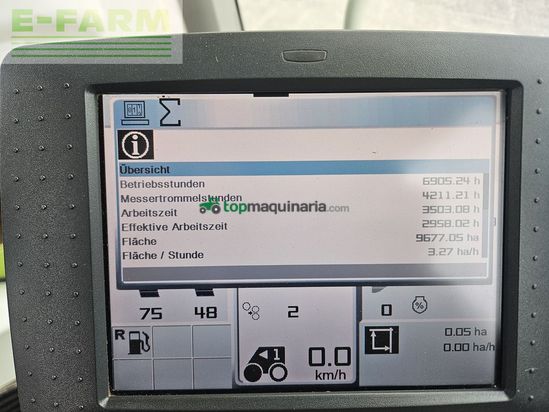 E-FARM
Übersicht
Betriebsstunden 6905.24 h
Messertrommelstunden 4211.21 h
topmaquinaria.com
Arbeitszeit 3503.08 h
Effektive Arbeitszeit 2958.02 h
Fläche 9677.05 ha
Fläche / Stunde 3.27 ha/h
75 48 2 0 %
R 1 0.0 km/h
0.05 ha
0.00 ha/h